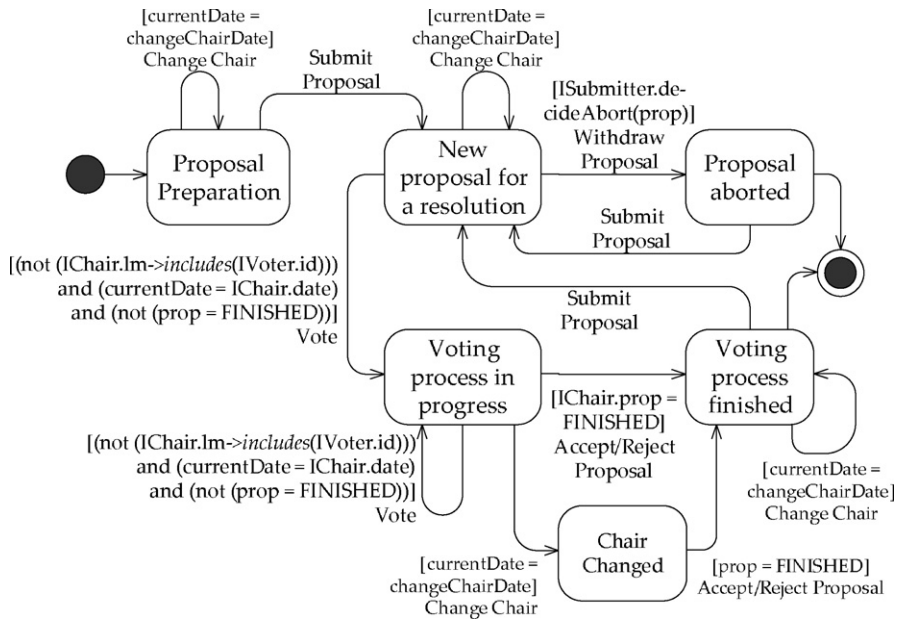 [currentDate =
changeChairDate]
Change Chair
Submit
Proposal
[currentDate =
changeChairDate]
Change Chair
[ISubmitter.de-
cideAbort(prop)]
Withdraw
Proposal
Proposal
Preparation
New
proposal for
a resolution
Proposal
aborted
Submit
Proposal
[(not (IChair.lm->includes(IVoter.id)))
and (currentDate = IChair.date)
and (not (prop = FINISHED))]
Vote
Submit
Proposal
Voting
process in
progress
Voting
process
finished
[IChair.prop =
FINISHED]
Accept/Reject
Proposal
[(not (IChair.lm->includes(IVoter.id)))
and (currentDate = IChair.date)
and (not (prop = FINISHED))]
Vote
[currentDate =
changeChairDate]
Change Chair
Chair
Changed
[currentDate =
changeChairDate]
Change Chair
[prop = FINISHED]
Accept/Reject Proposal